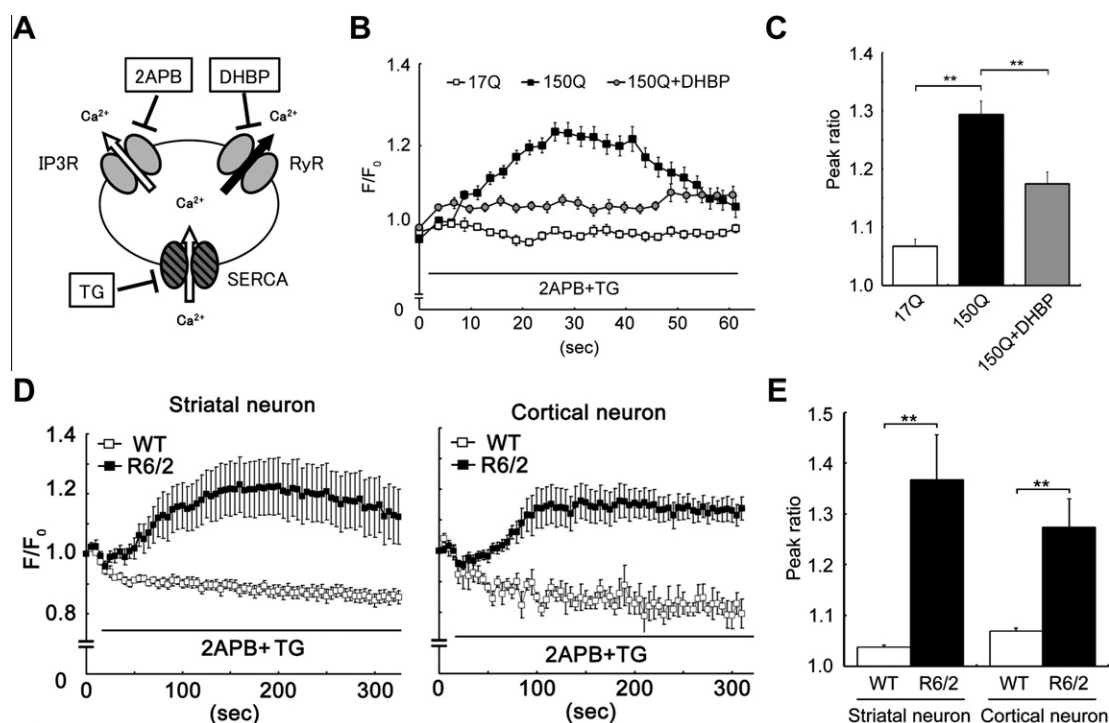 A
2APB
DHBP
Ca²⁺
Ca²⁺
IP3R
RyR
Ca²⁺
TG
SERCA
Ca²⁺
B
17Q 150Q 150Q+DHBP
1.4
1.2
1.0
0
F/F₀
2APB+TG
0 10 20 30 40 50 60
(sec)
C
** **
1.4
1.3
1.2
1.1
1.0
Peak ratio
17Q 150Q 150Q+DHBP
D
Striatal neuron
WT
R6/2
1.4
1.2
1.0
0.8
0
F/F₀
2APB+TG
0 100 200 300
(sec)
Cortical neuron
WT
R6/2
2APB+TG
0 100 200 300
(sec)
E
** **
1.5
1.4
1.3
1.2
1.1
1.0
Peak ratio
WT R6/2 WT R6/2
Striatal neuron Cortical neuron